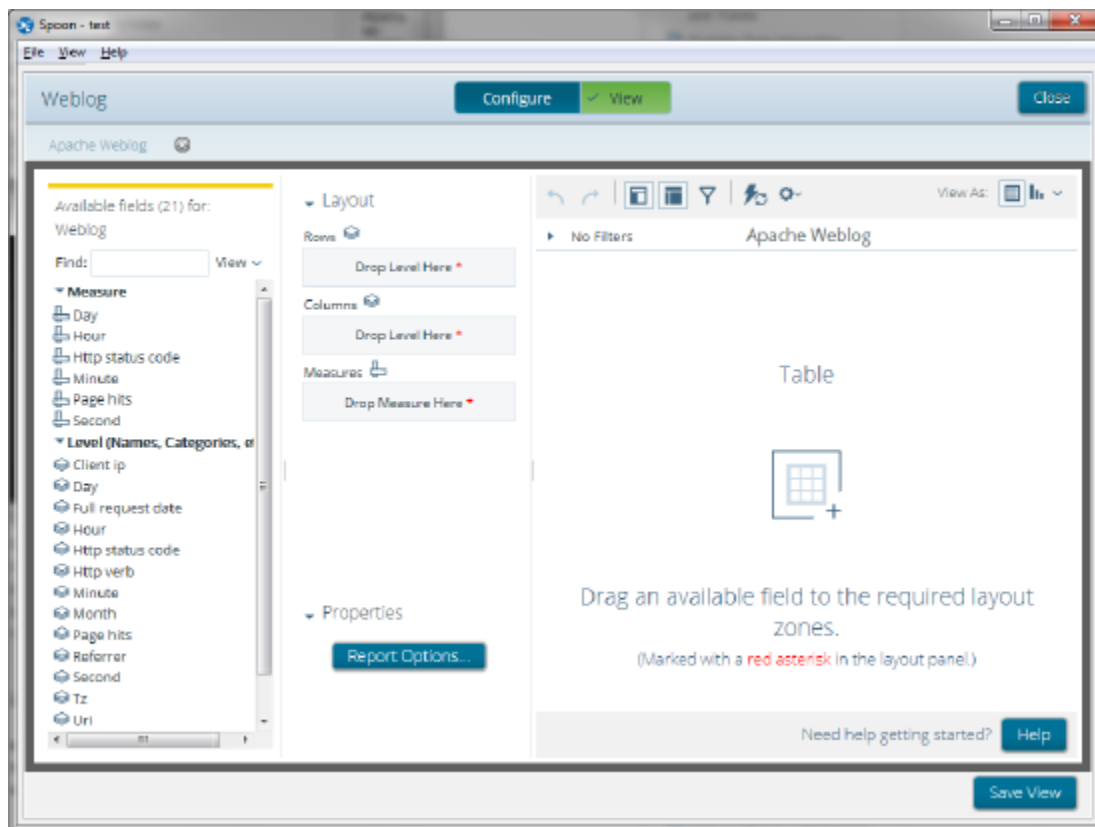 Spoon - test
File View Help
Weblog
Configure
View
Close
Apache Weblog
Available fields (21) for:
Weblog
Find:
View
Measure
Day
Hour
Http status code
Minute
Page hits
Second
Level (Names, Categories, et
Client ip
Day
Full request date
Hour
Http status code
Http verb
Minute
Month
Page hits
Referrer
Second
Tz
Uri
Layout
Rows
Drop Level Here *
Columns
Drop Level Here *
Measures
Drop Measure Here *
Properties
Report Options...
View As:
No Filters
Apache Weblog
Table
Drag an available field to the required layout
zones.
(Marked with a red asterisk in the layout panel.)
Need help getting started?
Help
Save View